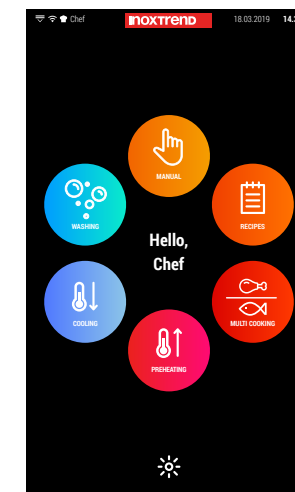 Chef INOXTREND 18.03.2019
MANUAL
WASHING
RECIPES
Hello,
Chef
COOLING
MULTI COOKING
PREHEATING